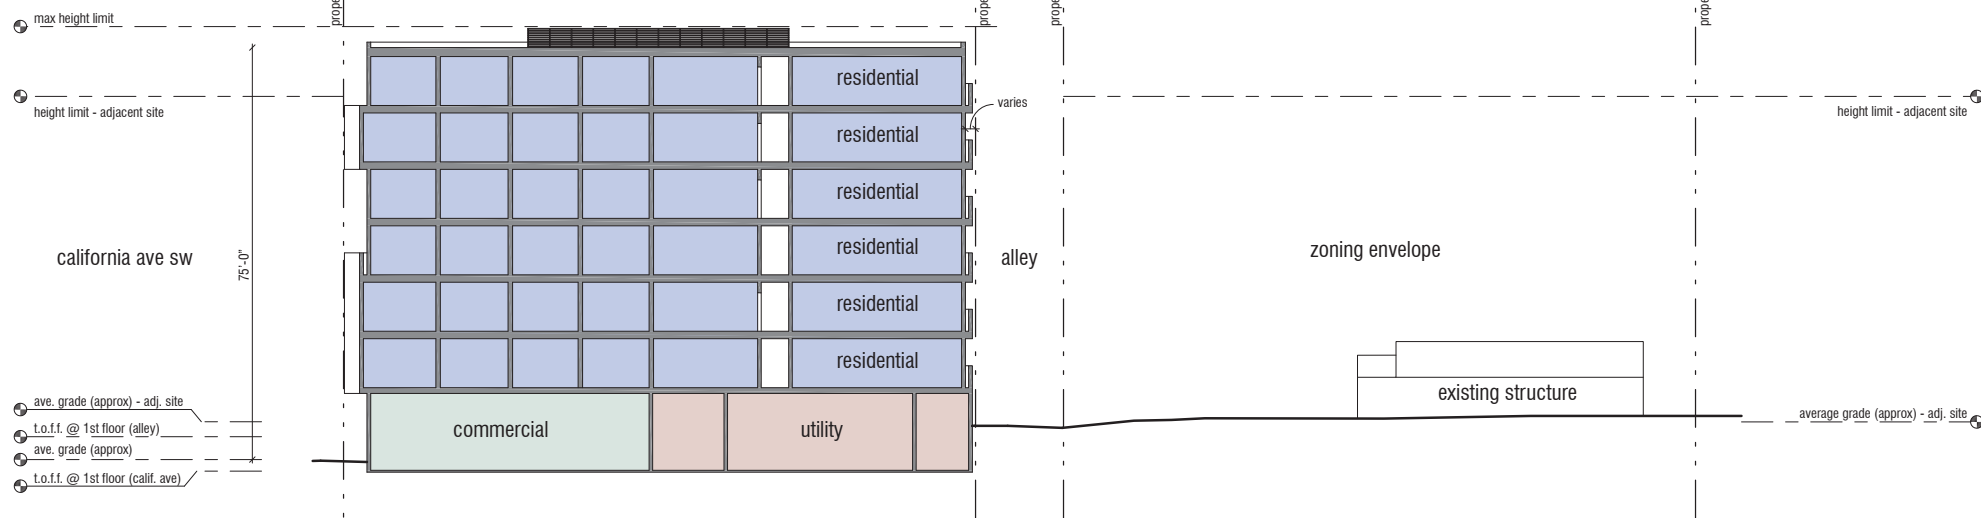 max height limit
height limit - adjacent site
california ave sw
75'-0"
ave. grade (approx) - adj. site
t.o.f.f. @ 1st floor (alley)
ave. grade (approx)
t.o.f.f. @ 1st floor (calif. ave)
residential
residential
residential
residential
residential
residential
commercial
utility
varies
alley
zoning envelope
existing structure
height limit - adjacent site
average grade (approx) - adj. site